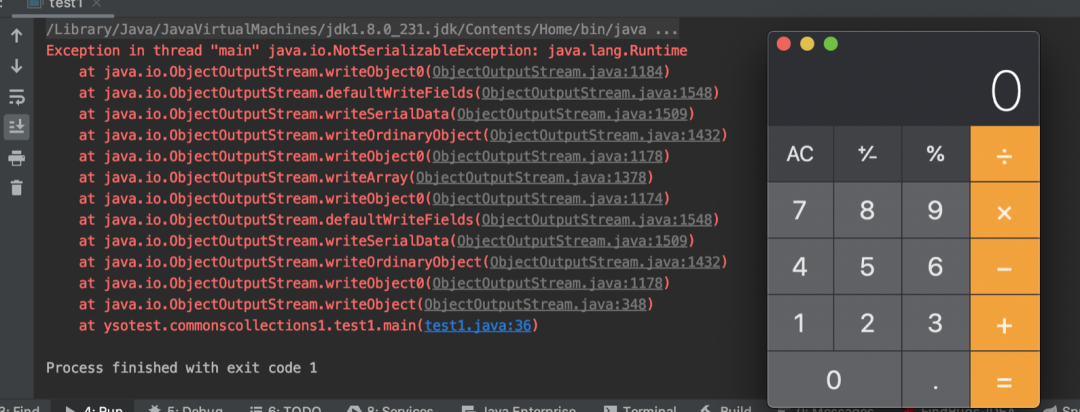 test1
/Library/Java/JavaVirtualMachines/jdk1.8.0_231.jdk/Contents/Home/bin/java ...
Exception in thread "main" java.io.NotSerializableException: java.lang.Runtime
at java.io.ObjectOutputStream.writeObject0(ObjectOutputStream.java:1184)
at java.io.ObjectOutputStream.defaultWriteFields(ObjectOutputStream.java:1548)
at java.io.ObjectOutputStream.writeSerialData(ObjectOutputStream.java:1509)
at java.io.ObjectOutputStream.writeOrdinaryObject(ObjectOutputStream.java:1432)
at java.io.ObjectOutputStream.writeObject0(ObjectOutputStream.java:1178)
at java.io.ObjectOutputStream.writeArray(ObjectOutputStream.java:1378)
at java.io.ObjectOutputStream.writeObject0(ObjectOutputStream.java:1174)
at java.io.ObjectOutputStream.defaultWriteFields(ObjectOutputStream.java:1548)
at java.io.ObjectOutputStream.writeSerialData(ObjectOutputStream.java:1509)
at java.io.ObjectOutputStream.writeOrdinaryObject(ObjectOutputStream.java:1432)
at java.io.ObjectOutputStream.writeObject0(ObjectOutputStream.java:1178)
at java.io.ObjectOutputStream.writeObject(ObjectOutputStream.java:348)
at ysotest.commonscollections1.test1.main(test1.java:36)
Process finished with exit code 1
0
AC ⁺∕₋ % ÷
7 8 9 ×
4 5 6 −
1 2 3 +
0 . =
3: Find 4: Run 5: Debug 6: TODO 8: Services Java Enterprise Terminal Build 0: Messages